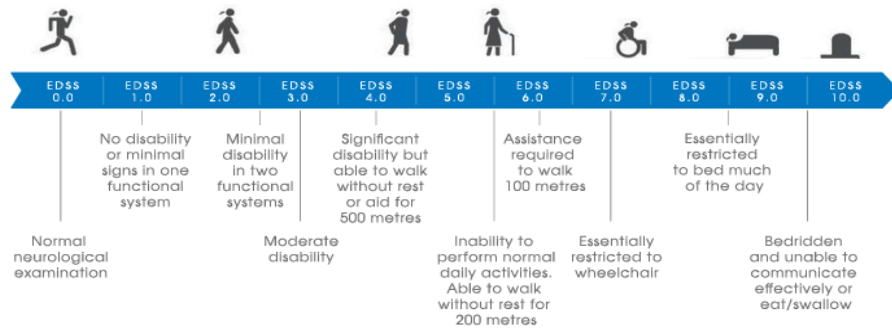 EDSS 0.0
EDSS 1.0
EDSS 2.0
EDSS 3.0
EDSS 4.0
EDSS 5.0
EDSS 6.0
EDSS 7.0
EDSS 8.0
EDSS 9.0
EDSS 10.0
Normal
neurological
examination
No disability
or minimal
signs in one
functional
system
Minimal
disability
in two
functional
systems
Moderate
disability
Significant
disability but
able to walk
without rest
or aid for
500 metres
Inability to
perform normal
daily activities.
Able to walk
without rest for
200 metres
Assistance
required
to walk
100 metres
Essentially
restricted to
wheelchair
Essentially
restricted
to bed much
of the day
Bedridden
and unable to
communicate
effectively or
eat/swallow